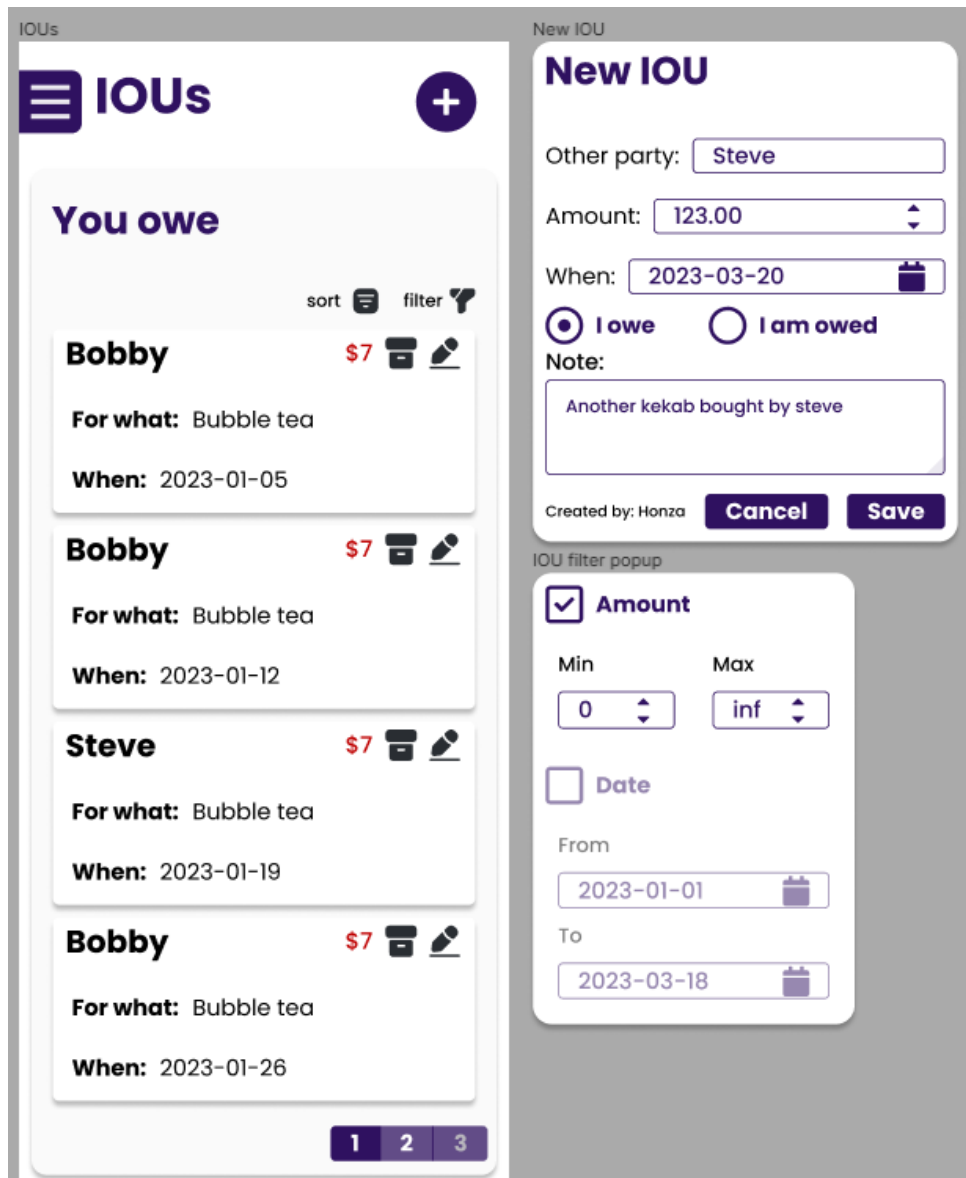 IOUs
IOUs
You owe
sort filter
Bobby $7
For what: Bubble tea
When: 2023-01-05
Bobby $7
For what: Bubble tea
When: 2023-01-12
Steve $7
For what: Bubble tea
When: 2023-01-19
Bobby $7
For what: Bubble tea
When: 2023-01-26
1 2 3
New IOU
New IOU
Other party: Steve
Amount: 123.00
When: 2023-03-20
I owe I am owed
Note:
Another kekab bought by steve
Created by: Honza Cancel Save
IOU filter popup
Amount
Min Max
0 inf
Date
From
2023-01-01
To
2023-03-18